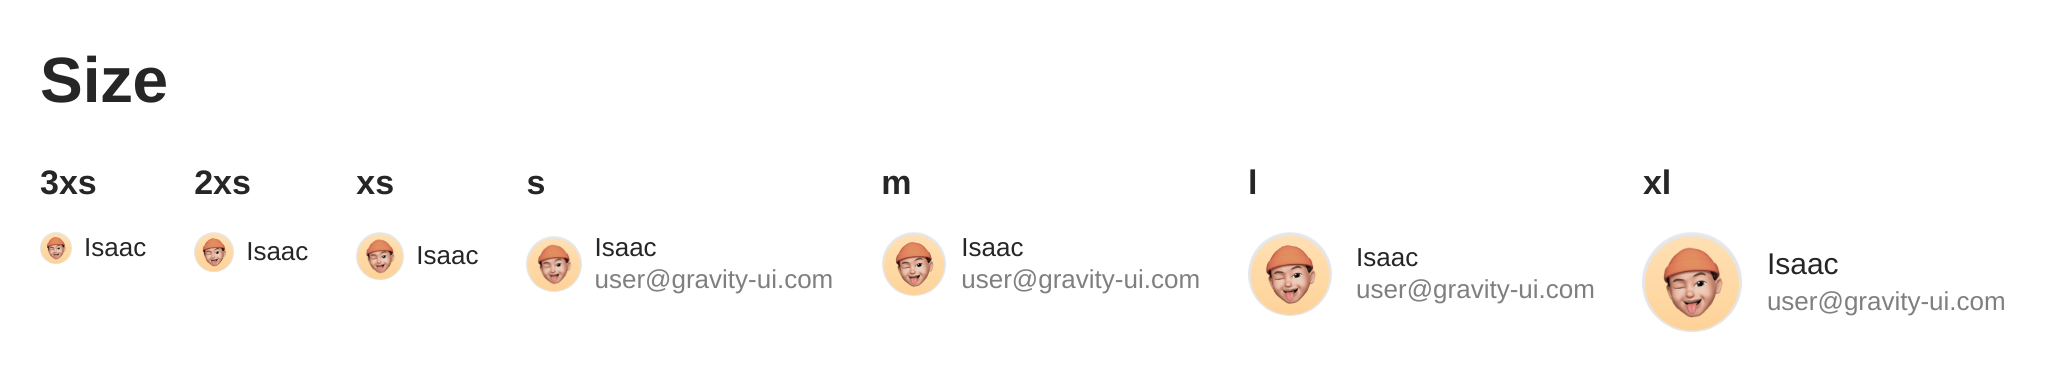 Size
3xs 2xs xs s m l xl
Isaac Isaac Isaac Isaac Isaac Isaac Isaac
user@gravity-ui.com user@gravity-ui.com user@gravity-ui.com user@gravity-ui.com